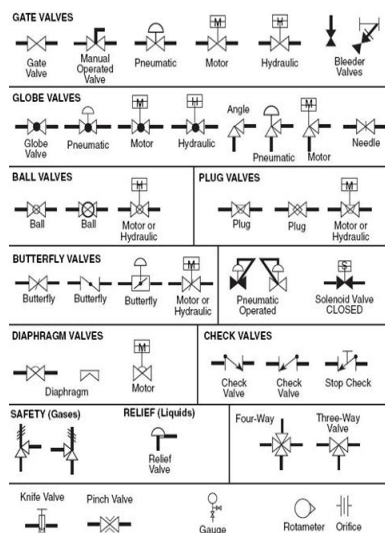 GATE VALVES
M
H
Gate
Valve
Manual
Operated
Valve
Pneumatic
Motor
Hydraulic
Bleeder
Valves
GLOBE VALVES
M
H
Angle
M
Globe
Valve
Pneumatic
Motor
Hydraulic
Pneumatic
Motor
Needle
BALL VALVES
H
Ball
Ball
Motor or
Hydraulic
PLUG VALVES
M
Plug
Plug
Motor or
Hydraulic
BUTTERFLY VALVES
M
Butterfly
Butterfly
Butterfly
Motor or
Hydraulic
S
Pneumatic
Operated
Solenoid Valve
CLOSED
DIAPHRAGM VALVES
M
Diaphragm
Motor
CHECK VALVES
Check
Valve
Check
Valve
Stop Check
SAFETY (Gases)
RELIEF (Liquids)
Relief
Valve
Four-Way
Three-Way
Valve
Knife Valve
Pinch Valve
Gauge
Rotameter
Orifice